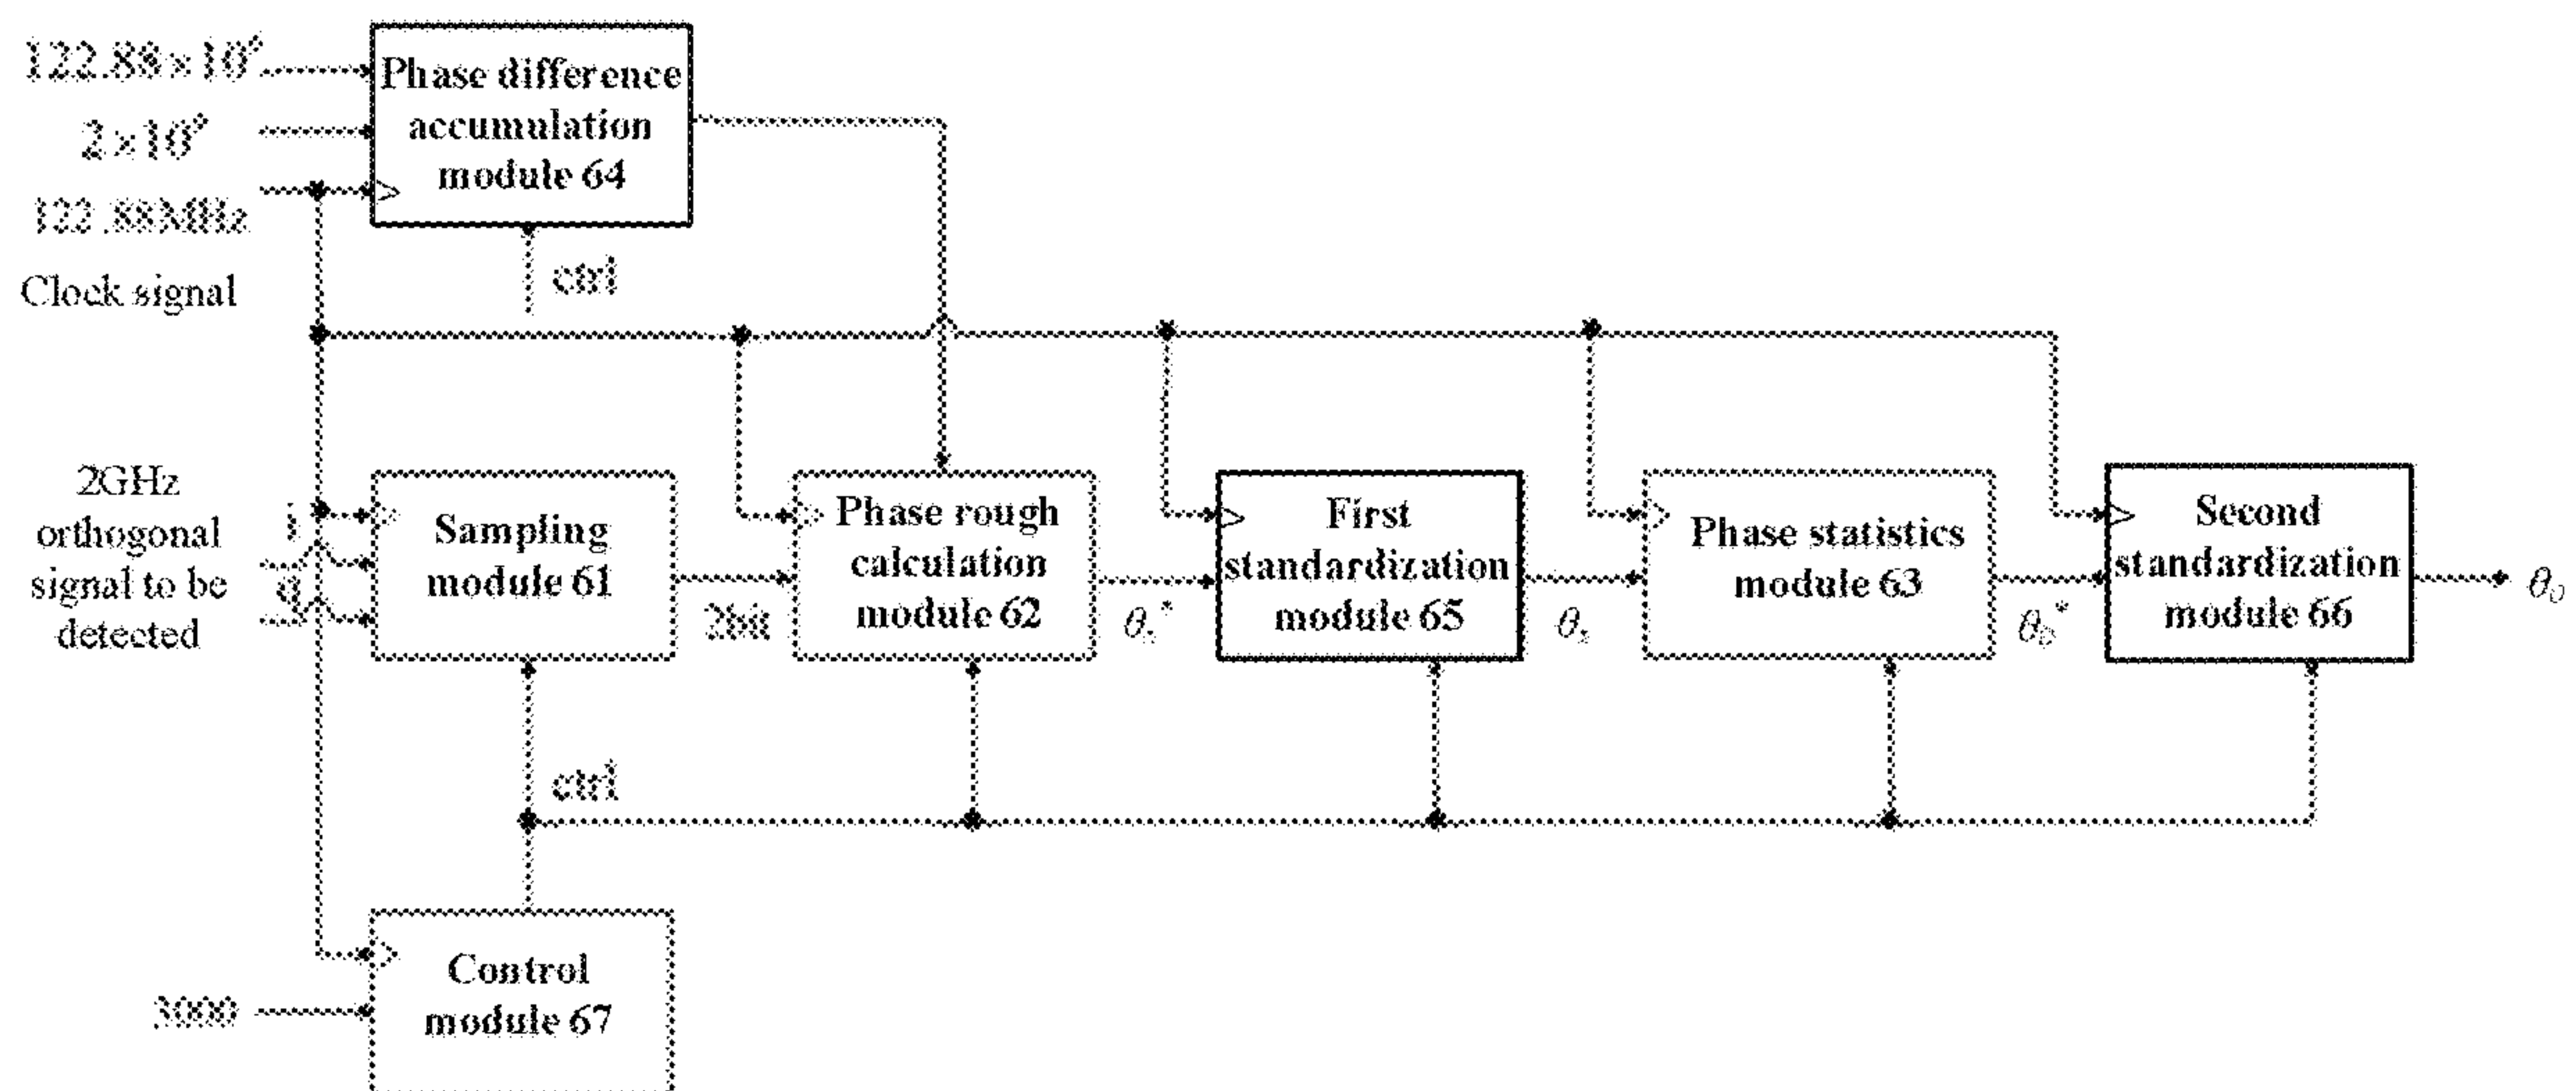 122.88×10⁶
2×10⁹
122.88MHz
Clock signal
Phase difference
accumulation
module 64
ctrl
2GHz
orthogonal
signal to be
detected
i
q
Sampling
module 61
2bit
Phase rough
calculation
module 62
θₛ*
First
standardization
module 65
θₛ
Phase statistics
module 63
θ₀*
Second
standardization
module 66
θ₀
ctrl
3000
Control
module 67